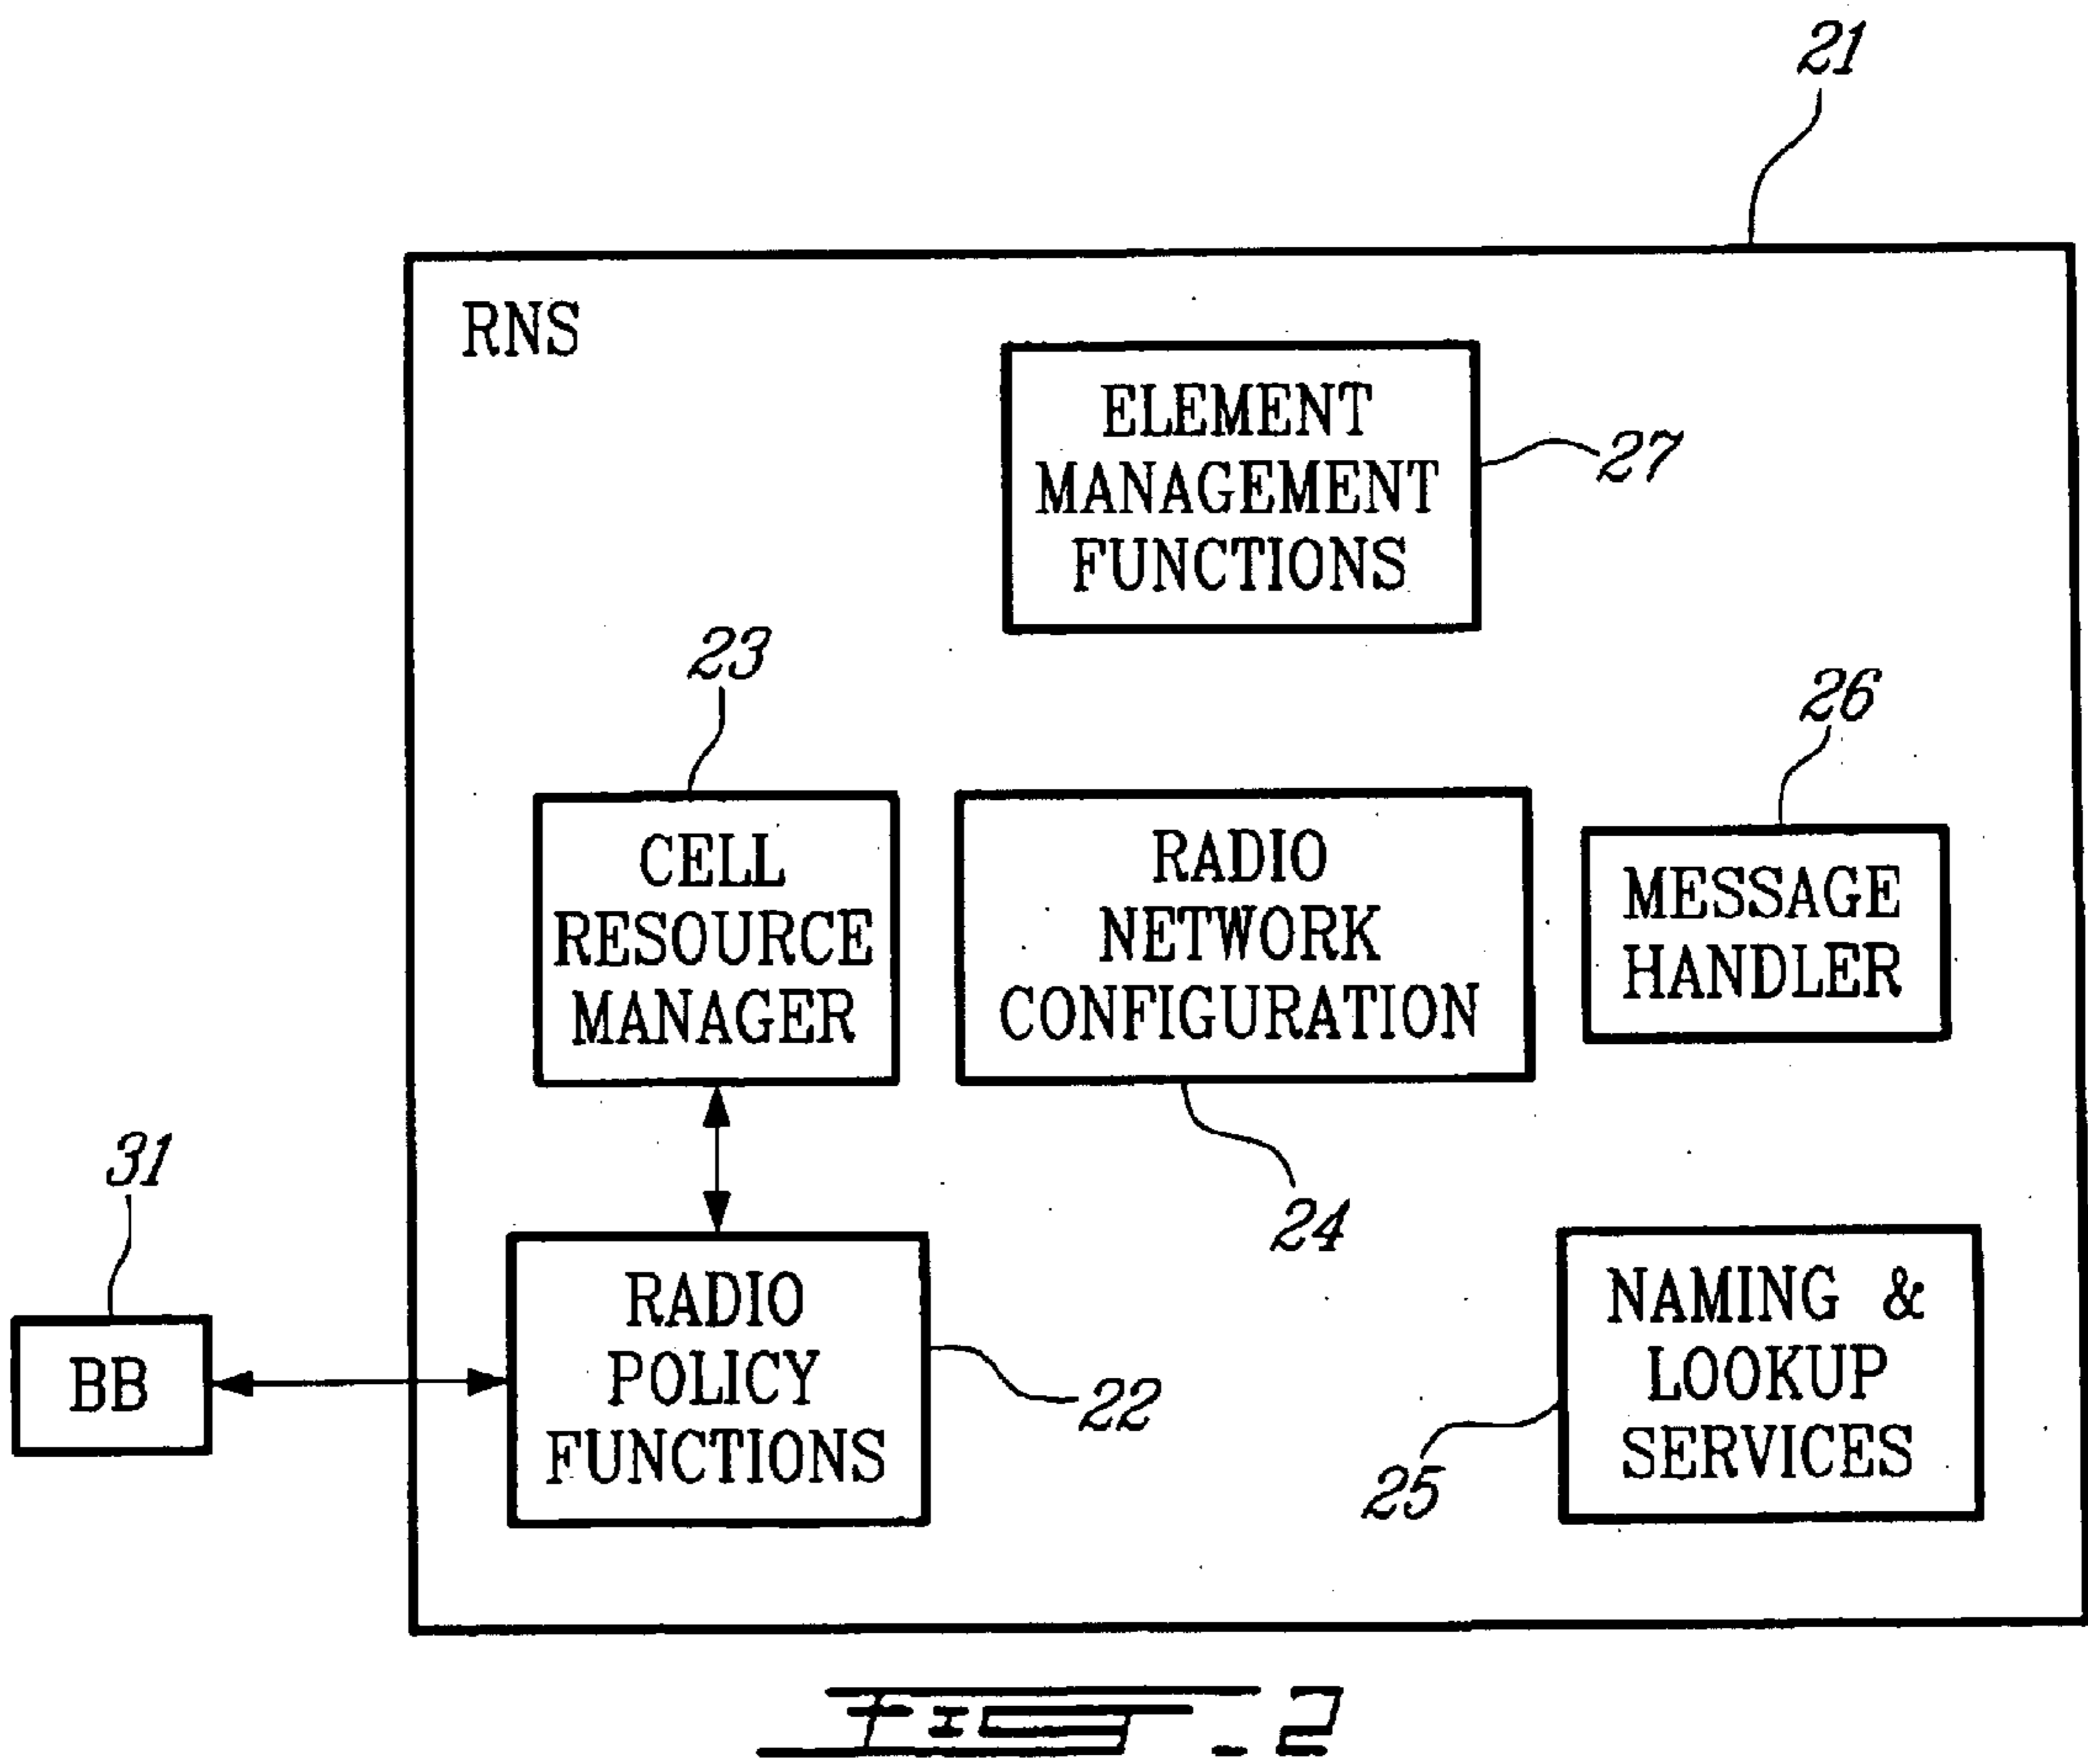 21
RNS
ELEMENT
MANAGEMENT
FUNCTIONS
27
23
26
CELL
RESOURCE
MANAGER
RADIO
NETWORK
CONFIGURATION
MESSAGE
HANDLER
31
24
BB
RADIO
POLICY
FUNCTIONS
22
NAMING &
LOOKUP
SERVICES
25
FIG. 2